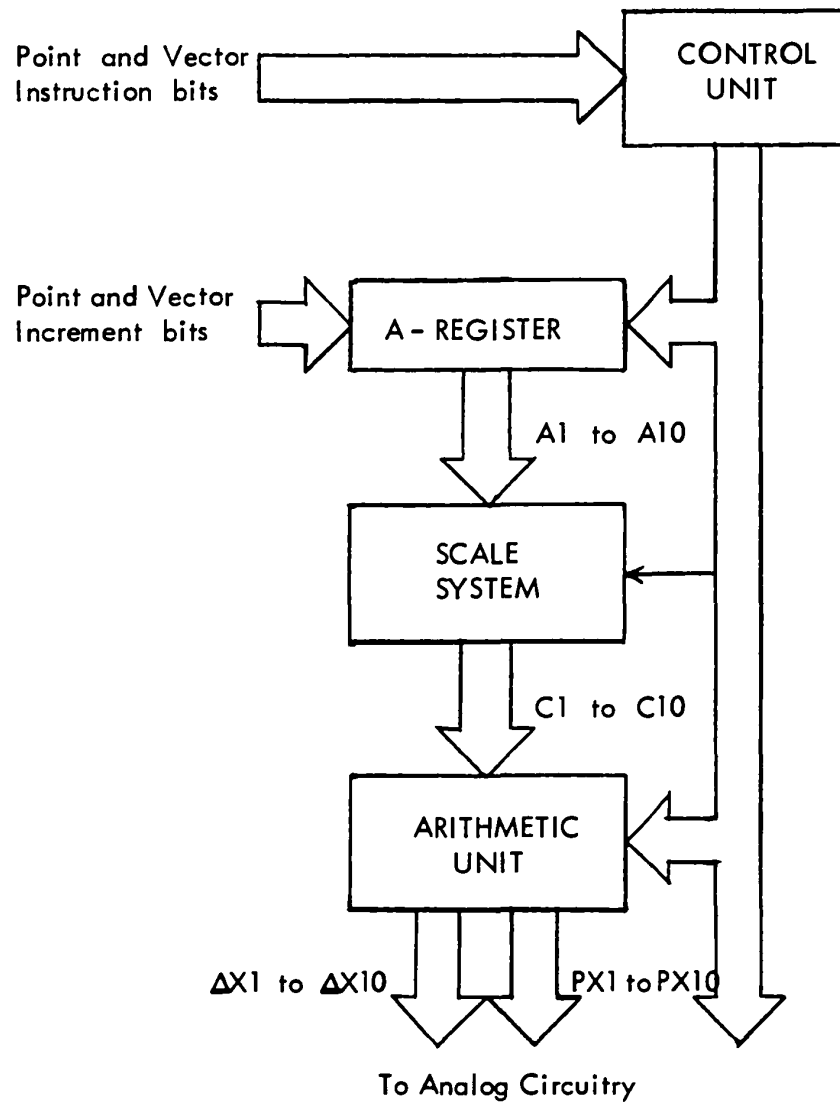 Point and Vector
Instruction bits
CONTROL
UNIT
Point and Vector
Increment bits
A - REGISTER
A1 to A10
SCALE
SYSTEM
C1 to C10
ARITHMETIC
UNIT
ΔX1 to ΔX10
PX1 to PX10
To Analog Circuitry